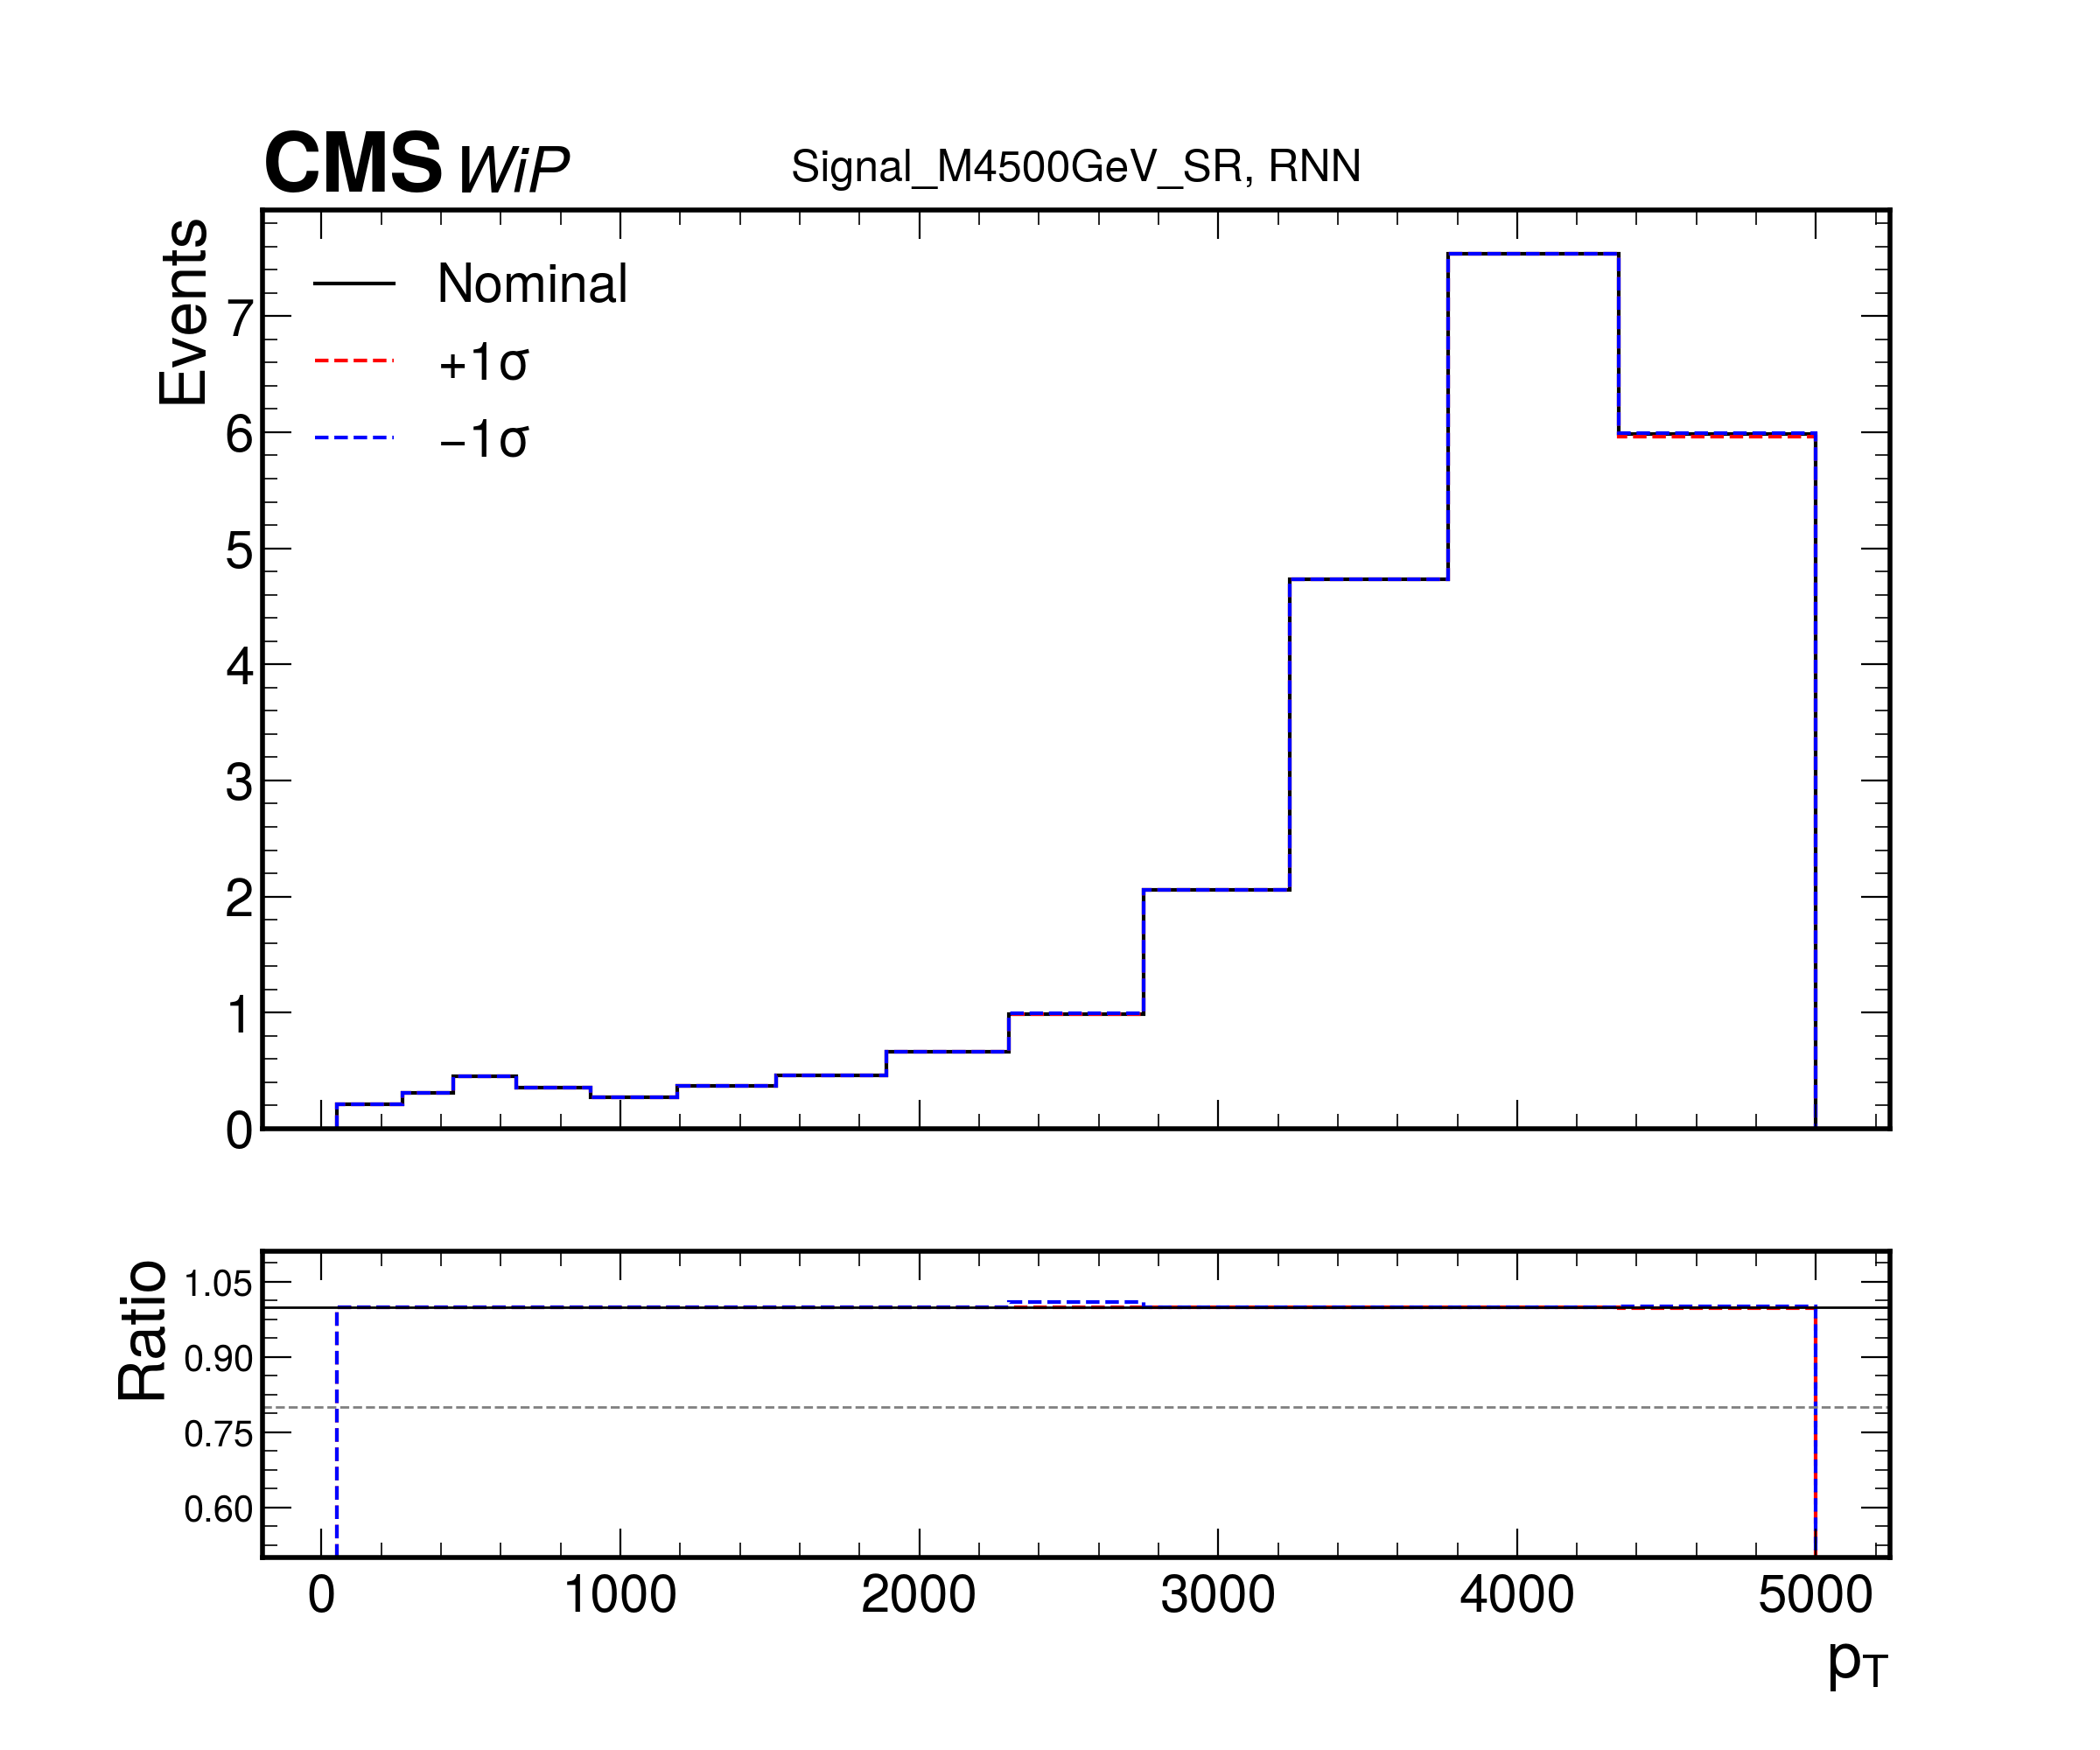 CMS WiP Signal_M4500GeV_SR, RNN
Events
Nominal
+1σ
−1σ
7
6
5
4
3
2
1
0
Ratio
1.05
0.90
0.75
0.60
0 1000 2000 3000 4000 5000
pT